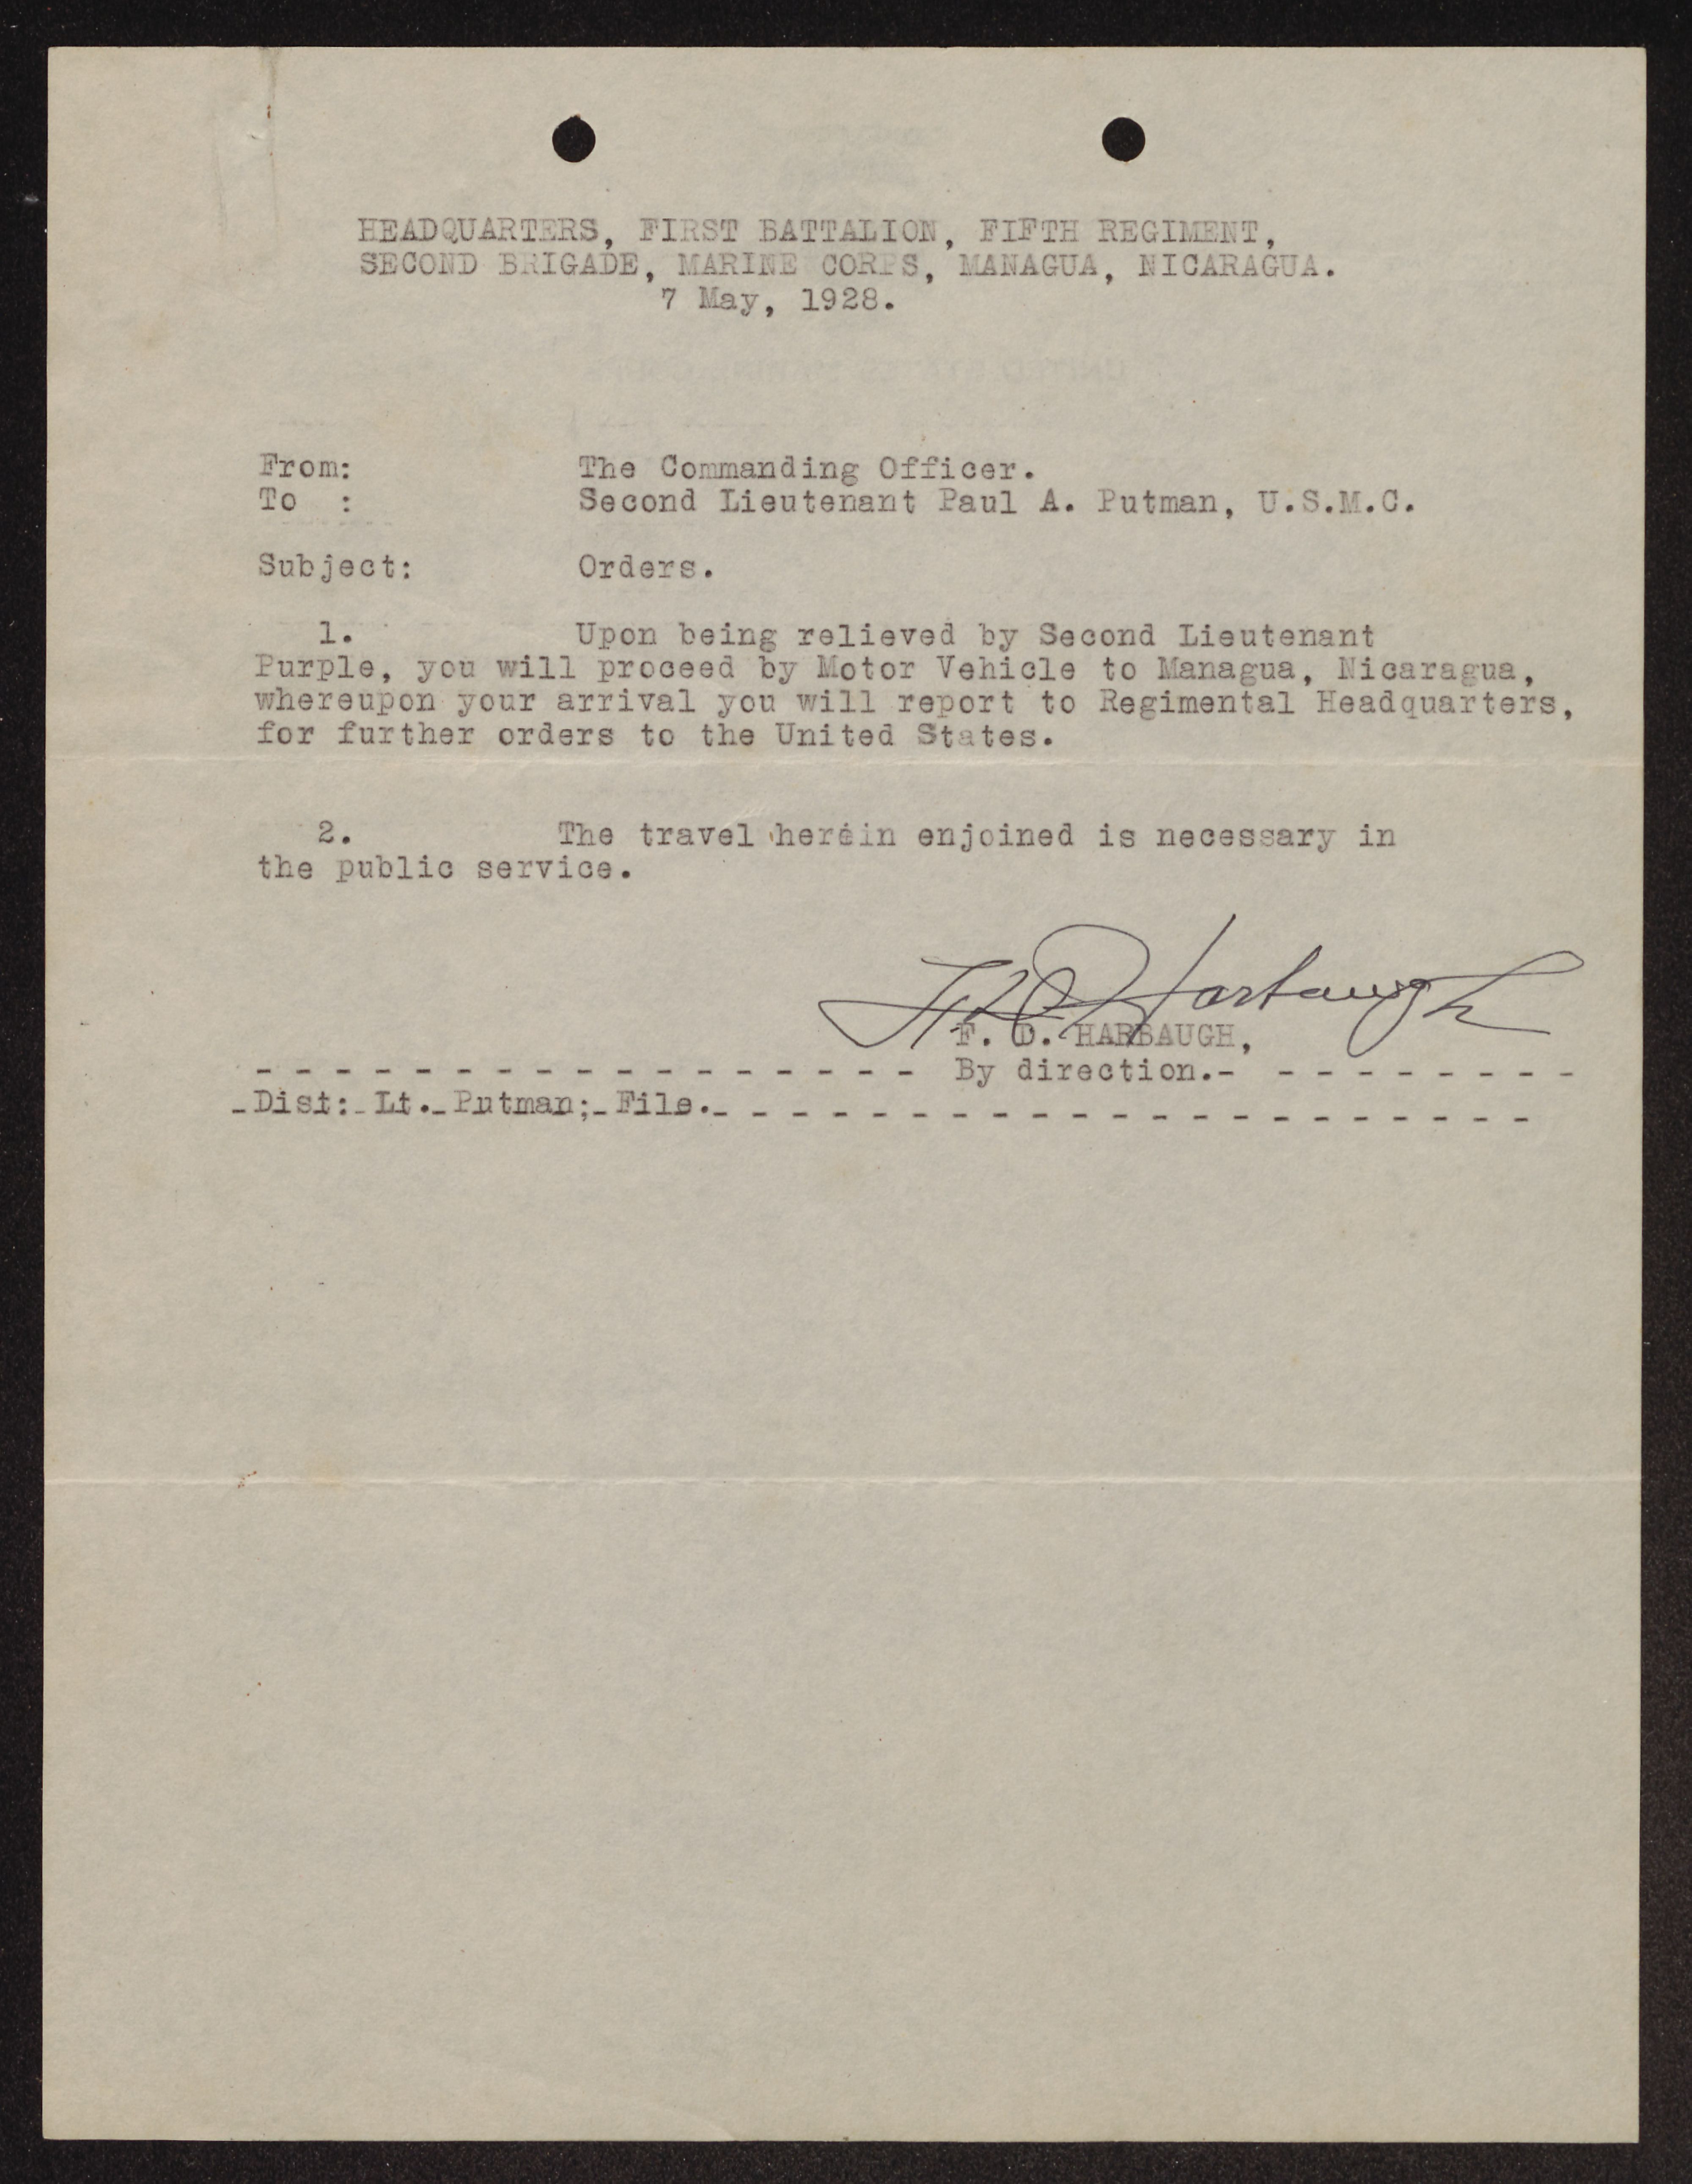 HEADQUARTERS, FIRST BATTALION, FIFTH REGIMENT,
SECOND BRIGADE, MARINE CORPS, MANAGUA, NICARAGUA.
7 May, 1928.
From: The Commanding Officer.
To : Second Lieutenant Paul A. Putman, U.S.M.C.
Subject: Orders.
1. Upon being relieved by Second Lieutenant
Purple, you will proceed by Motor Vehicle to Managua, Nicaragua,
whereupon your arrival you will report to Regimental Headquarters,
for further orders to the United States.
2. The travel herein enjoined is necessary in
the public service.
F D Harbaugh
F. D. HARBAUGH,
- - - - - - - - - - - - - - - - - By direction.- - - - - - - - -
-Dist:-Lt.-Putman;-File.- - - - - - - - - - - - - - - - - - - - -